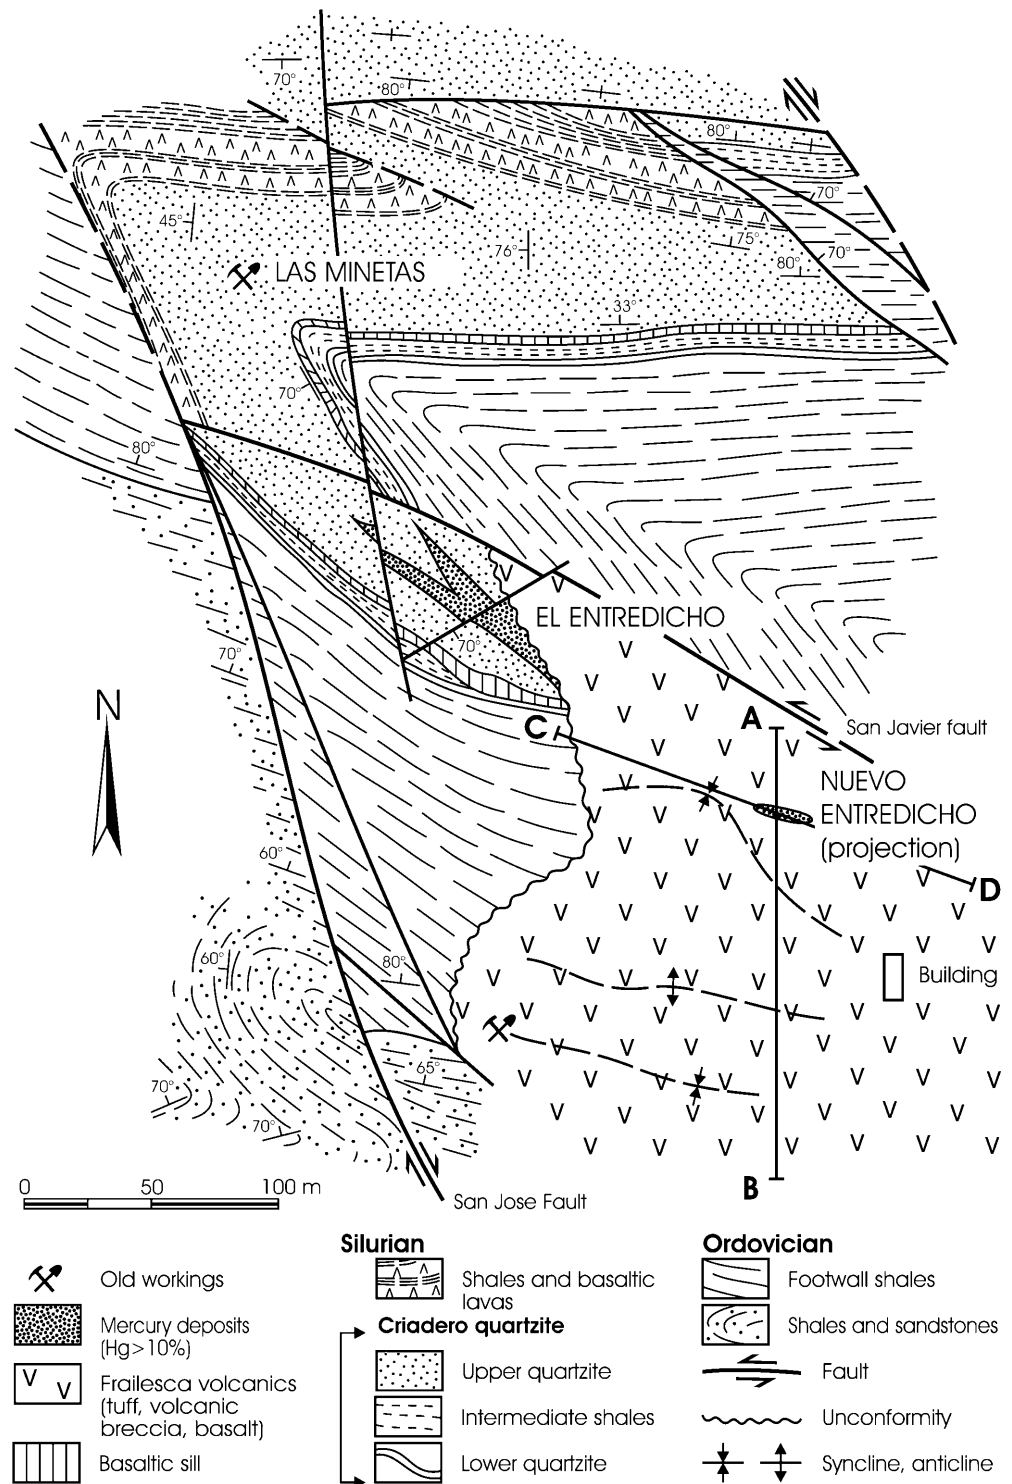 70°
80°
80°
70°
45°
76°
75°
70°
80°
LAS MINETAS
33°
70°
80°
EL ENTREDICHO
70°
70°
N
C
A
San Javier fault
NUEVO
ENTREDICHO
(projection)
60°
D
60°
80°
Building
65°
70°
70°
B
0 50 100 m
San Jose Fault
Old workings
Mercury deposits
(Hg>10%)
Frailesca volcanics
(tuff, volcanic
breccia, basalt)
Basaltic sill
Silurian
Shales and basaltic
lavas
Criadero quartzite
Upper quartzite
Intermediate shales
Lower quartzite
Ordovician
Footwall shales
Shales and sandstones
Fault
Unconformity
Syncline, anticline